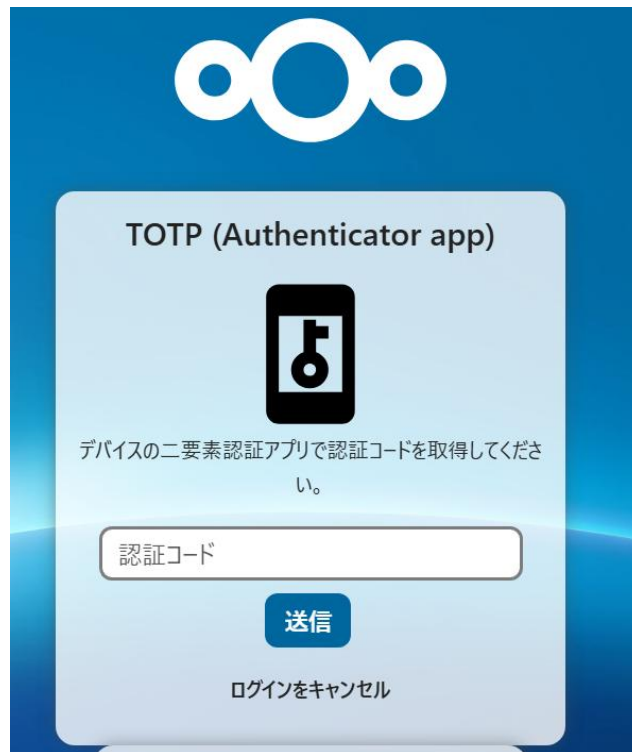 TOTP (Authenticator app)
デバイスの二要素認証アプリで認証コードを取得してくださ
い。
認証コード
送信
ログインをキャンセル